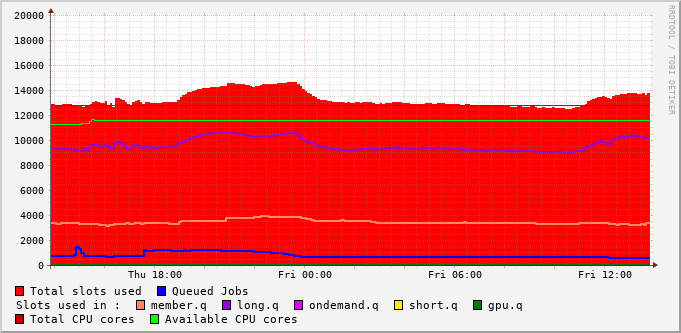 20000
18000
16000
14000
12000
10000
8000
6000
4000
2000
0
Thu 18:00 Fri 00:00 Fri 06:00 Fri 12:00
RRDTOOL / TOBI OETIKER
Total slots used Queued Jobs
Slots used in : member.q long.q ondemand.q short.q gpu.q
Total CPU cores Available CPU cores